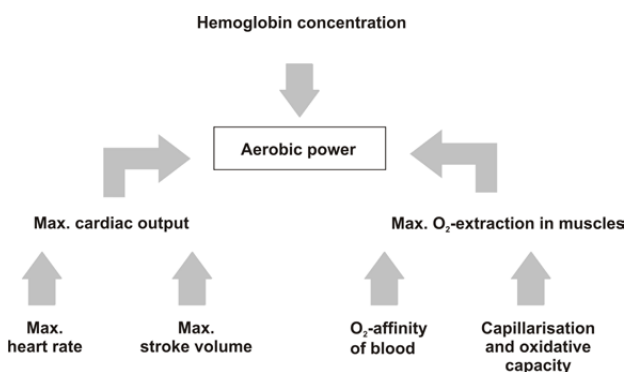 Hemoglobin concentration
Aerobic power
Max. cardiac output
Max. O₂-extraction in muscles
Max.
heart rate
Max.
stroke volume
O₂-affinity
of blood
Capillarisation
and oxidative
capacity